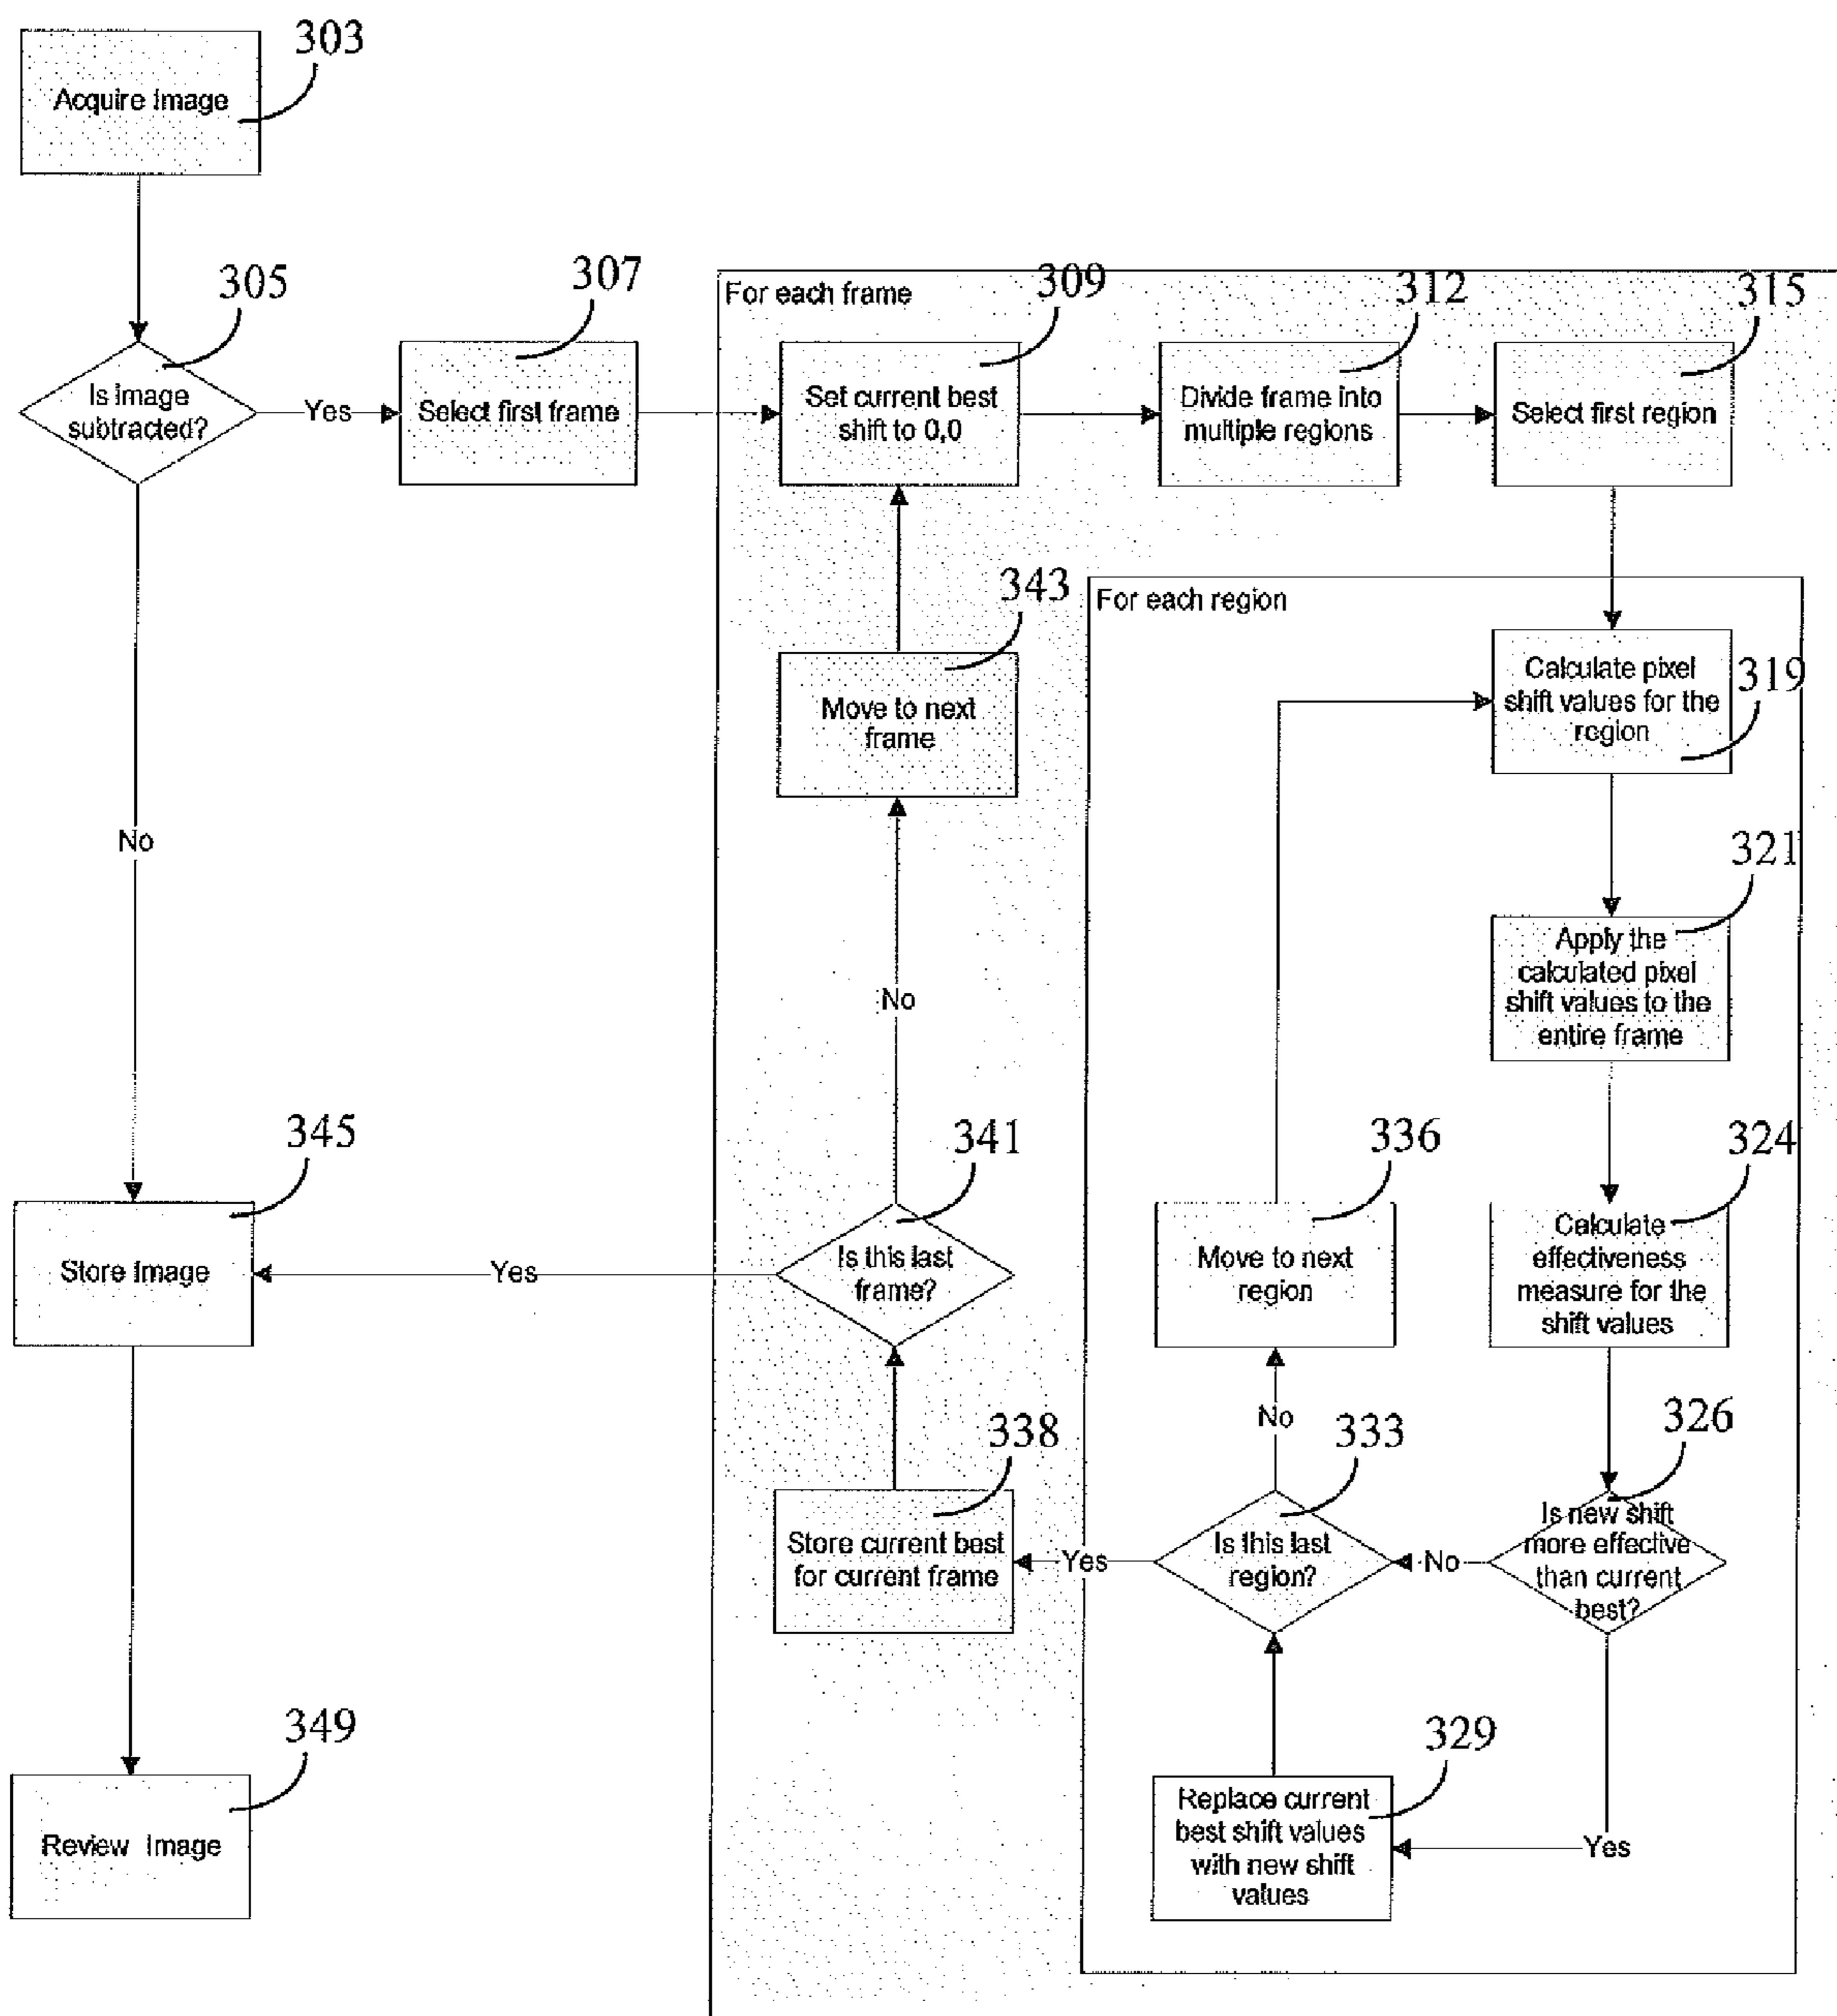 303
Acquire Image
305
307
For each frame
309
312
315
Is Image
subtracted?
Yes
Select first frame
Set current best
shift to 0,0
Divide frame into
multiple regions
Select first region
343
For each region
Move to next
frame
Calculate pixel
shift values for the
region
319
No
321
Apply the
calculated pixel
shift values to the
entire frame
No
345
341
336
324
Store Image
Yes
Is this last
frame?
Move to next
region
Calculate
effectiveness
measure for the
shift values
338
No
333
326
Store current best
for current frame
Yes
Is this last
region?
No
Is new shift
more effective
than current
best?
349
329
Review Image
Replace current
best shift values
with new shift
values
Yes